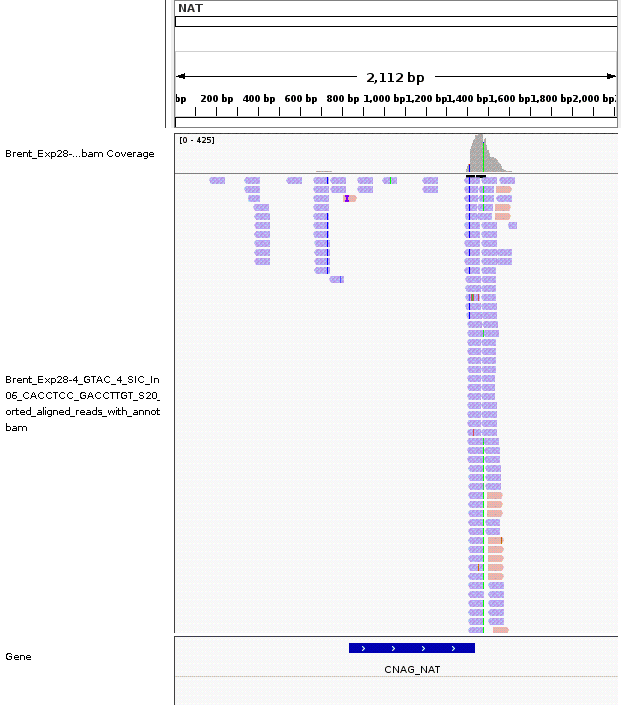 NAT
2,112 bp
bp 200 bp 400 bp 600 bp 800 bp 1,000 bp 1,200 bp 1,400 bp 1,600 bp 1,800 bp 2,000 bp 2
[0 - 425]
Brent_Exp28-...bam Coverage
Brent_Exp28-4_GTAC_4_SIC_In
06_CACCTCC_GACCTTGT_S20_
orted_aligned_reads_with_annot
bam
Gene
CNAG_NAT